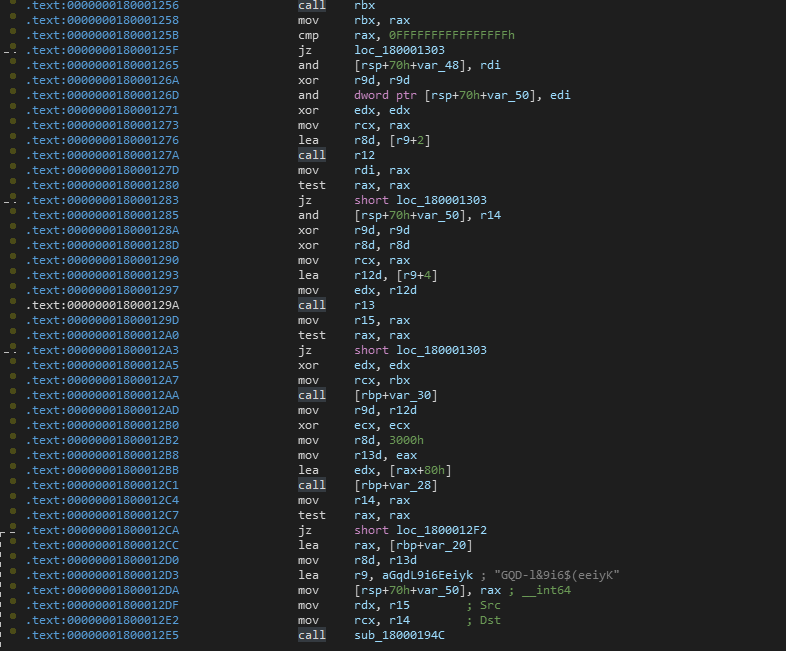 .text:0000000180001256 call rbx
.text:0000000180001258 mov rbx, rax
.text:000000018000125B cmp rax, 0FFFFFFFFFFFFFFFFh
.text:000000018000125F jz loc_180001303
.text:0000000180001265 and [rsp+70h+var_48], rdi
.text:000000018000126A xor r9d, r9d
.text:000000018000126D and dword ptr [rsp+70h+var_50], edi
.text:0000000180001271 xor edx, edx
.text:0000000180001273 mov rcx, rax
.text:0000000180001276 lea r8d, [r9+2]
.text:000000018000127A call r12
.text:000000018000127D mov rdi, rax
.text:0000000180001280 test rax, rax
.text:0000000180001283 jz short loc_180001303
.text:0000000180001285 and [rsp+70h+var_50], r14
.text:000000018000128A xor r9d, r9d
.text:000000018000128D xor r8d, r8d
.text:0000000180001290 mov rcx, rax
.text:0000000180001293 lea r12d, [r9+4]
.text:0000000180001297 mov edx, r12d
.text:000000018000129A call r13
.text:000000018000129D mov r15, rax
.text:00000001800012A0 test rax, rax
.text:00000001800012A3 jz short loc_180001303
.text:00000001800012A5 xor edx, edx
.text:00000001800012A7 mov rcx, rbx
.text:00000001800012AA call [rbp+var_30]
.text:00000001800012AD mov r9d, r12d
.text:00000001800012B0 xor ecx, ecx
.text:00000001800012B2 mov r8d, 3000h
.text:00000001800012B8 mov r13d, eax
.text:00000001800012BB lea edx, [rax+80h]
.text:00000001800012C1 call [rbp+var_28]
.text:00000001800012C4 mov r14, rax
.text:00000001800012C7 test rax, rax
.text:00000001800012CA jz short loc_1800012F2
.text:00000001800012CC lea rax, [rbp+var_20]
.text:00000001800012D0 mov r8d, r13d
.text:00000001800012D3 lea r9, aGqdL9i6Eeiyk ; "GQD-l&9i6$(eeiyK"
.text:00000001800012DA mov [rsp+70h+var_50], rax ; __int64
.text:00000001800012DF mov rdx, r15 ; Src
.text:00000001800012E2 mov rcx, r14 ; Dst
.text:00000001800012E5 call sub_18000194C